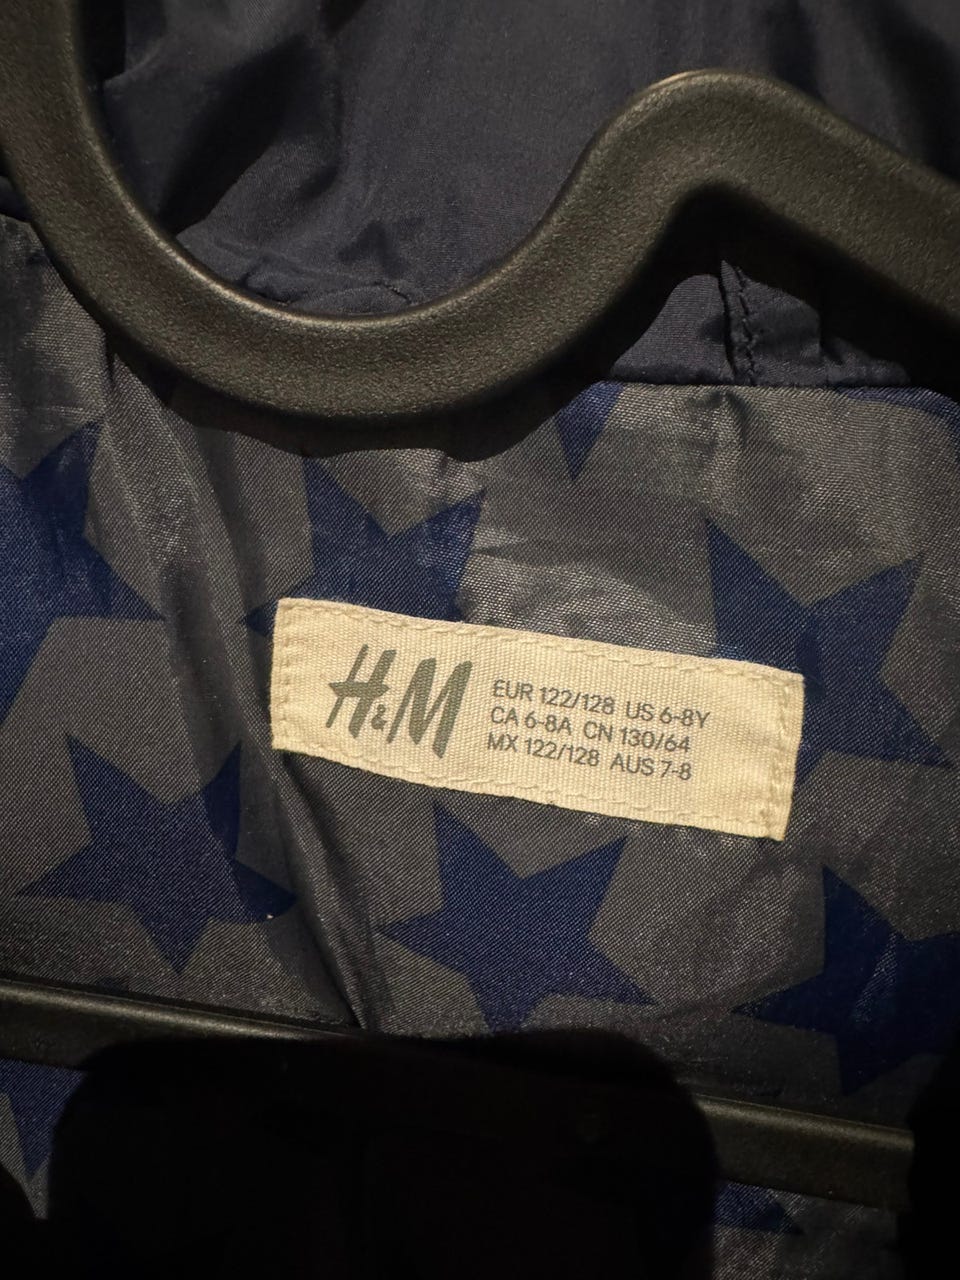 H&M
EUR 122/128 US 6-8Y
CA 6-8A CN 130/64
MX 122/128 AUS 7-8